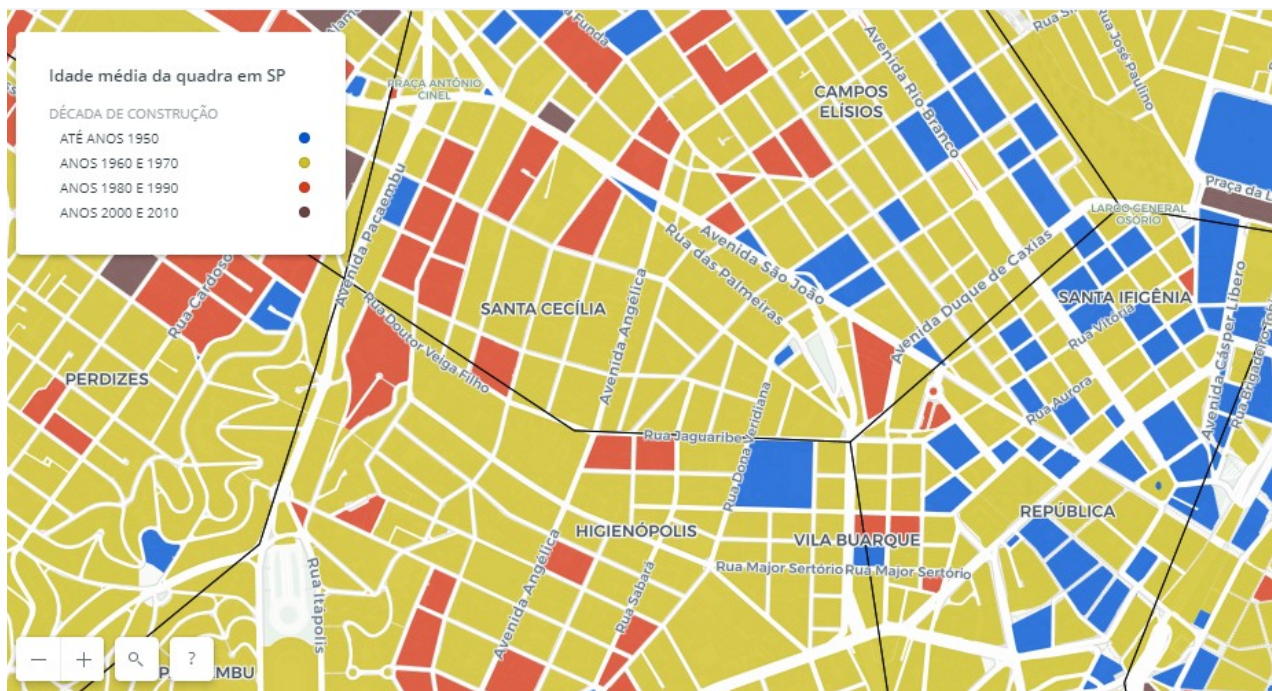 Idade média da quadra em SP
DÉCADA DE CONSTRUÇÃO
ATÉ ANOS 1950
ANOS 1960 E 1970
ANOS 1980 E 1990
ANOS 2000 E 2010
Funda
Rua José Paulino
PRAÇA ANTÔNIO
CINEL
CAMPOS
ELÍSIOS
Avenida Rio Branco
Avenida Pacaembu
Praça da L
LARGO GENERAL
OSÓRIO
Avenida São João
Rua das Palmeiras
Avenida Duque de Caxias
Rua Cardoso
SANTA CECÍLIA
Avenida Angélica
SANTA IFIGÊNIA
Rua Vitória
Avenida Cásper Líbero
Rua Doutor Veiga Filho
PERDIZES
Rua Aurora
Rua Jaguaribe
Rua Dona Veridiana
REPÚBLICA
HIGIENÓPOLIS
VILA BUARQUE
Rua Major Sertório
Rua Major Sertório
Avenida Angélica
Rua Sabará
Rua Itápolis
EMBU
− + ?